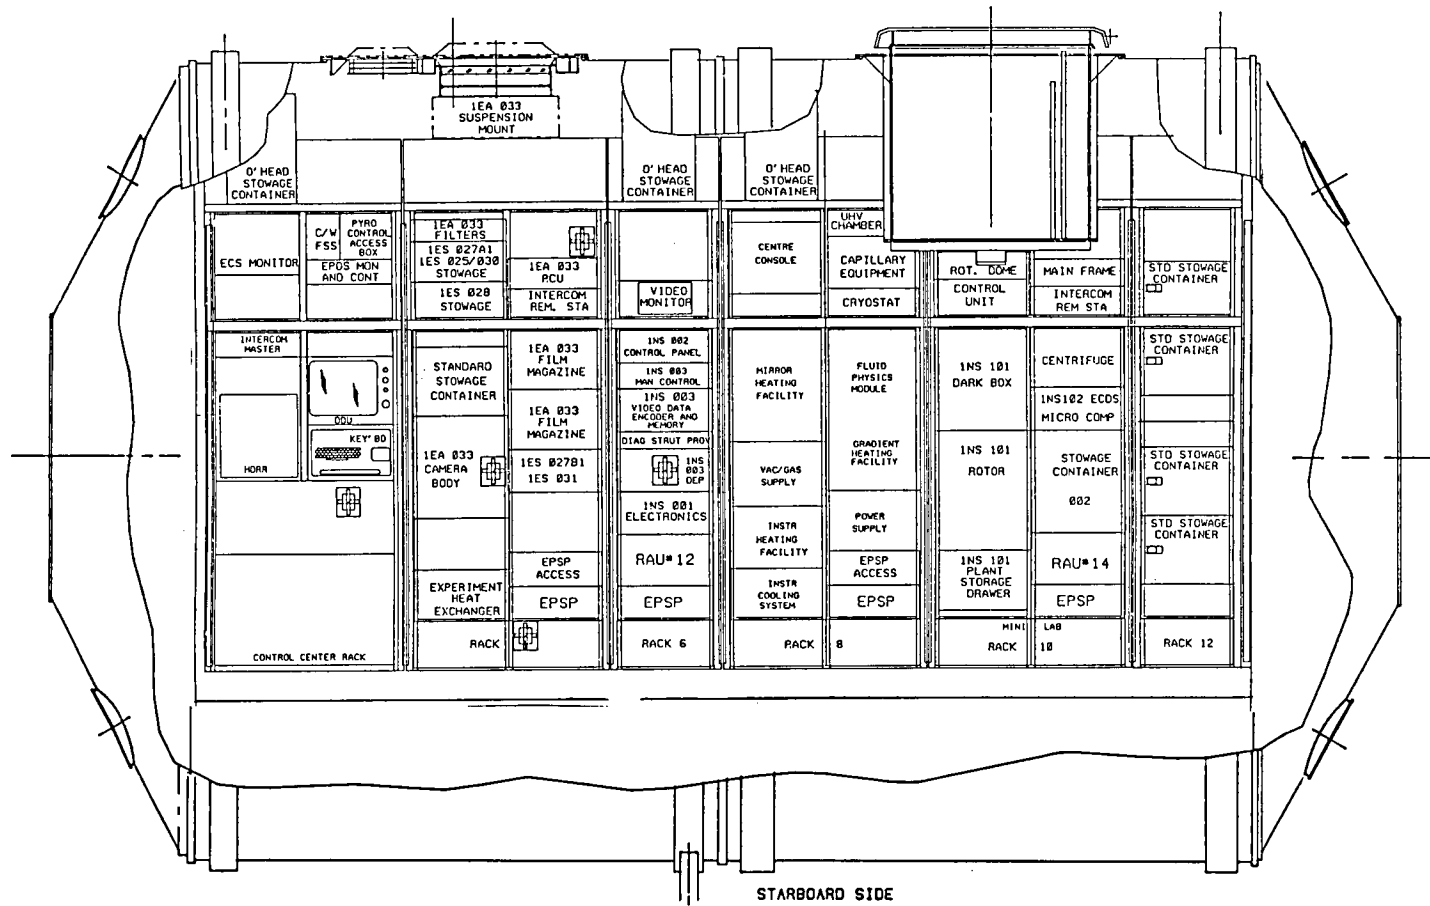 1EA 033
SUSPENSION
MOUNT
O'HEAD
STOWAGE
CONTAINER
O'HEAD
STOWAGE
CONTAINER
O'HEAD
STOWAGE
CONTAINER
ECS MONITOR
C/W
FSS
PYRO
CONTROL
ACCESS
BOX
EPDS MON
AND CONT
1EA 033
FILTERS
1ES 027A1
1ES 025/030
STOWAGE
1ES 028
STOWAGE
1EA 033
PCU
INTERCOM
REM. STA
VIDEO
MONITOR
CENTRE
CONSOLE
UHV
CHAMBER
CAPILLARY
EQUIPMENT
CRYOSTAT
ROT. DOME
CONTROL
UNIT
MAIN FRAME
INTERCOM
REM STA
STD STOWAGE
CONTAINER
INTERCOM
MASTER
HDRR
DDU
KEY'BD
CONTROL CENTER RACK
STANDARD
STOWAGE
CONTAINER
1EA 033
CAMERA
BODY
EXPERIMENT
HEAT
EXCHANGER
1EA 033
FILM
MAGAZINE
1EA 033
FILM
MAGAZINE
1ES 027B1
1ES 031
EPSP
ACCESS
EPSP
RACK
1NS 002
CONTROL PANEL
1NS 003
MAN CONTROL
1NS 003
VIDEO DATA
ENCODER AND
MEMORY
DIAG STRUT PROV
1NS
003
DEP
1NS 001
ELECTRONICS
RAU#12
EPSP
RACK 6
MIRROR
HEATING
FACILITY
VAC/GAS
SUPPLY
INSTR
HEATING
FACILITY
INSTR
COOLING
SYSTEM
FLUID
PHYSICS
MODULE
GRADIENT
HEATING
FACILITY
POWER
SUPPLY
EPSP
ACCESS
EPSP
RACK 8
1NS 101
DARK BOX
1NS 101
ROTOR
1NS 101
PLANT
STORAGE
DRAWER
CENTRIFUGE
1NS102 ECDS
MICRO COMP
STOWAGE
CONTAINER
002
RAU#14
EPSP
MINI LAB
RACK 10
STD STOWAGE
CONTAINER
STD STOWAGE
CONTAINER
STD STOWAGE
CONTAINER
RACK 12
STARBOARD SIDE